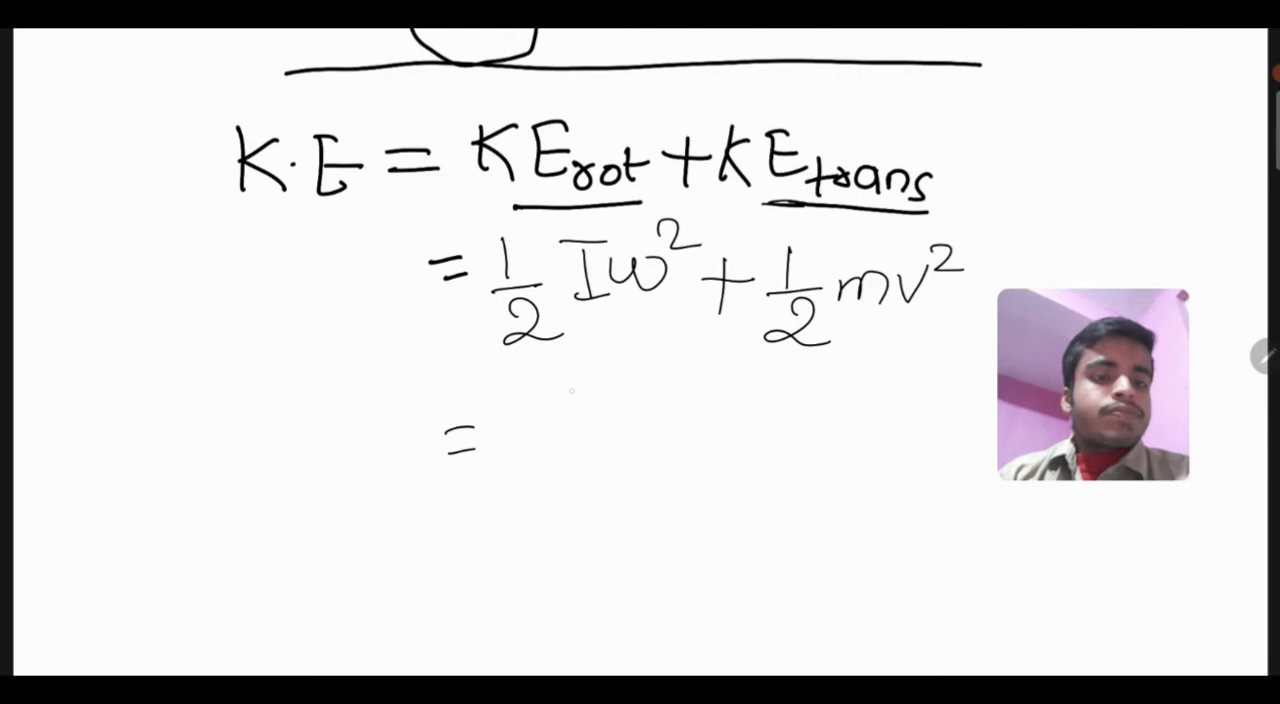 K.E = KErot + KEtrans
= 1/2 Iω² + 1/2 mv²
=